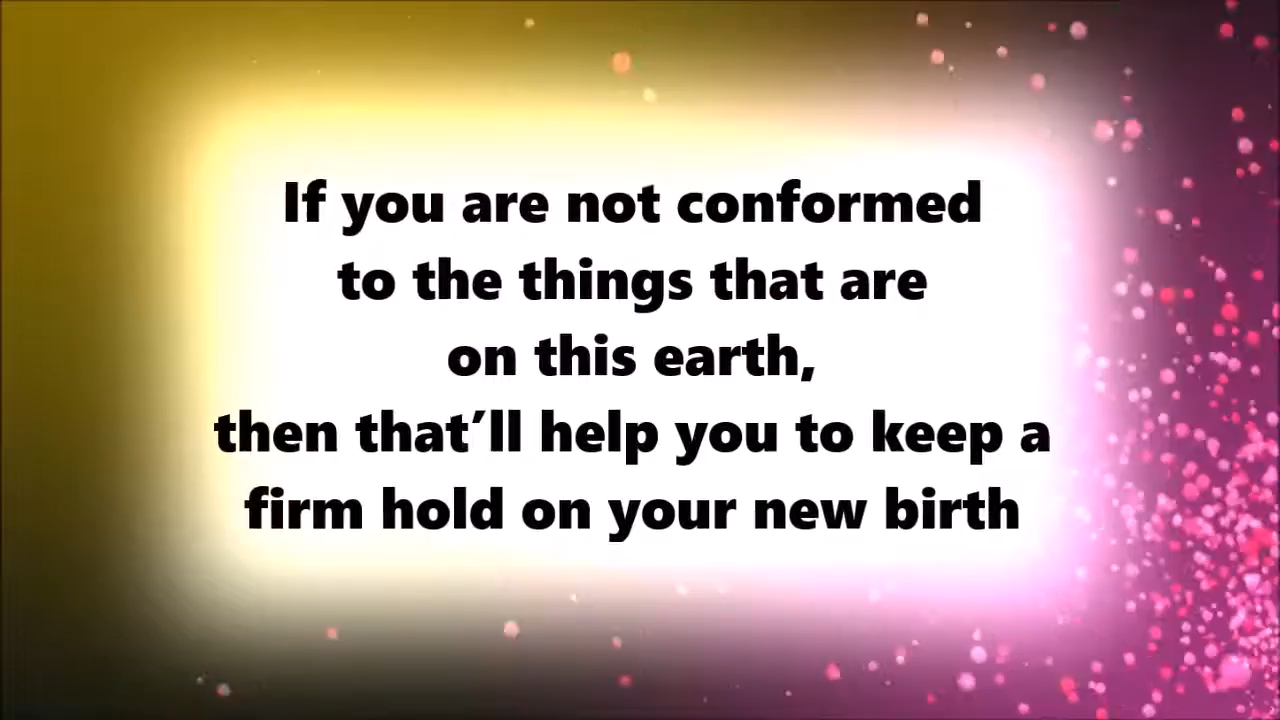 If you are not conformed
to the things that are
on this earth,
then that’ll help you to keep a
firm hold on your new birth